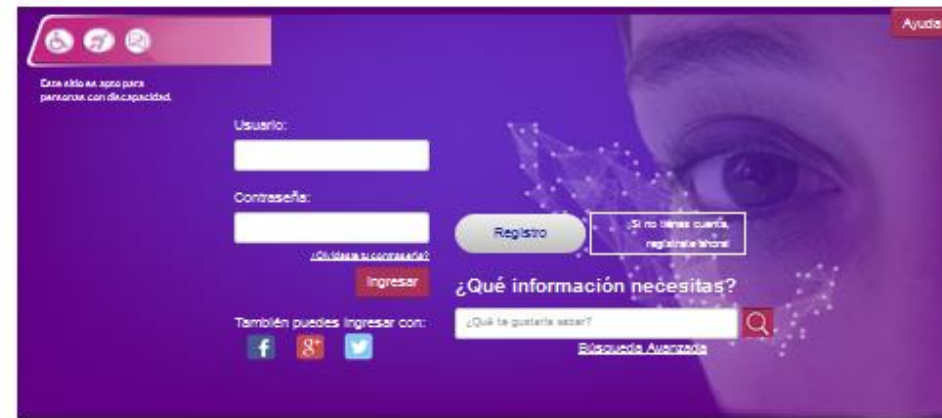 Ayuda
Este sitio es apto para
personas con discapacidad.
Usuario:
Contraseña:
¿Olvidaste tu contraseña?
Ingresar
También puedes ingresar con:
Registro
¡Si no tienes cuenta,
regístrate ahora!
¿Qué información necesitas?
¿Qué te gustaría saber?
Búsqueda Avanzada